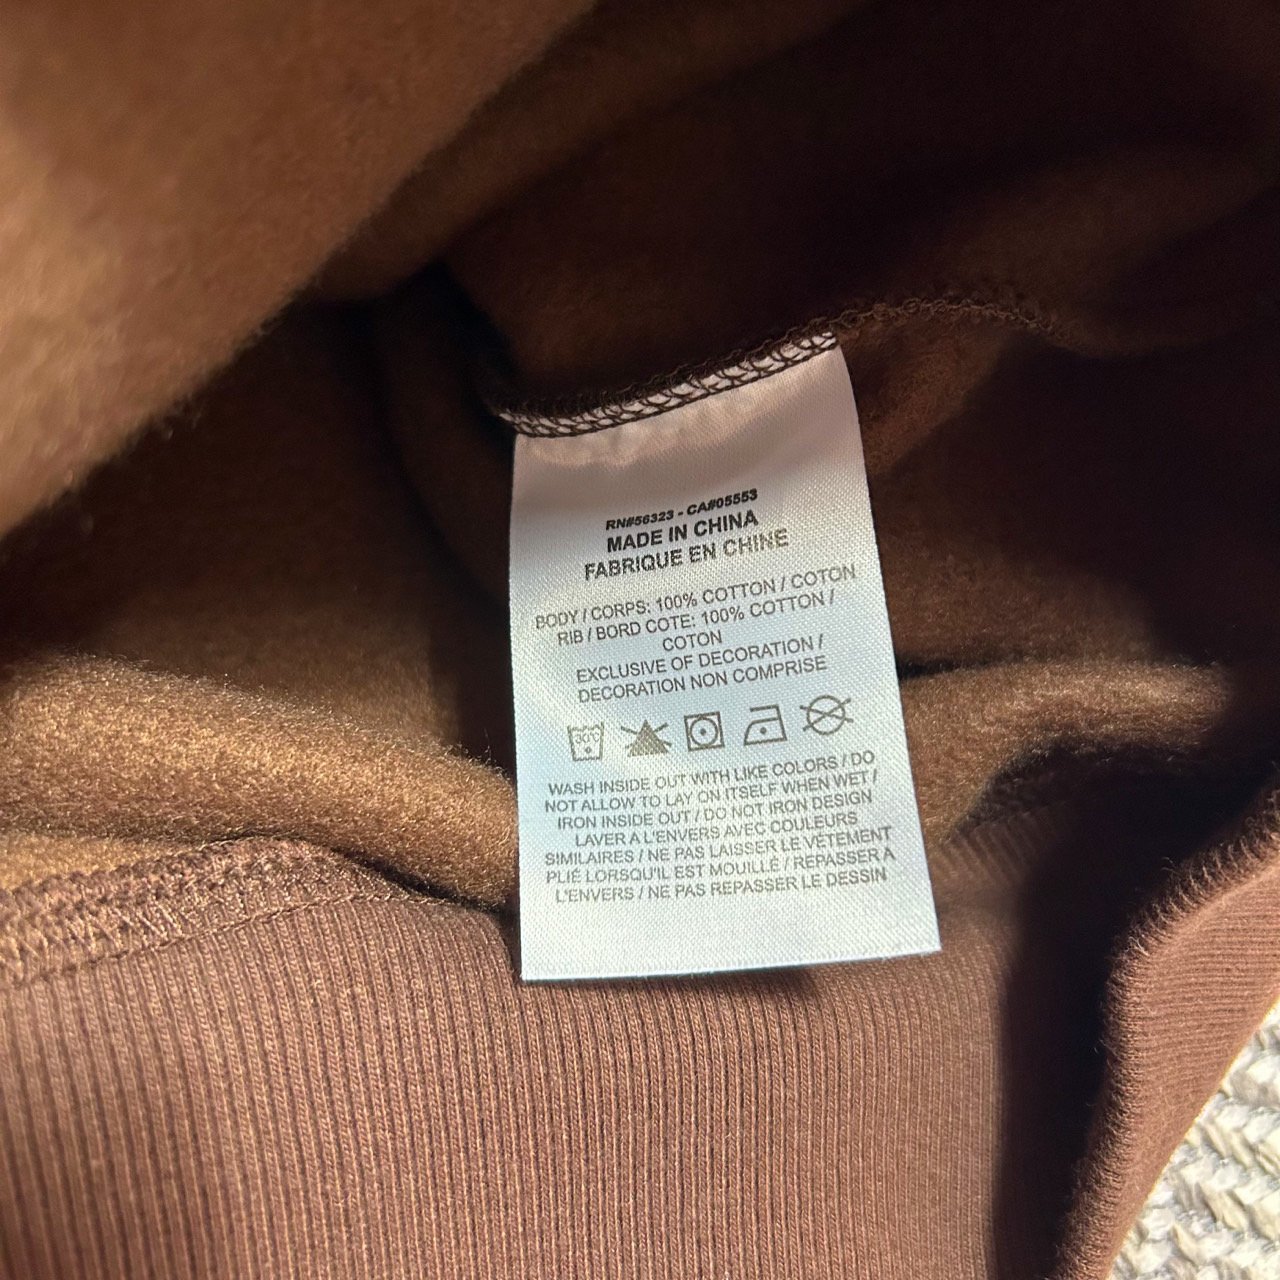 RN#56323 - CA#05553
MADE IN CHINA
FABRIQUE EN CHINE
BODY / CORPS: 100% COTTON / COTON
RIB / BORD COTE: 100% COTTON /
COTON
EXCLUSIVE OF DECORATION /
DECORATION NON COMPRISE
30°C
WASH INSIDE OUT WITH LIKE COLORS / DO
NOT ALLOW TO LAY ON ITSELF WHEN WET /
IRON INSIDE OUT / DO NOT IRON DESIGN
LAVER A L'ENVERS AVEC COULEURS
SIMILAIRES / NE PAS LAISSER LE VÊTEMENT
PLIÉ LORSQU'IL EST MOUILLÉ / REPASSER À
L'ENVERS / NE PAS REPASSER LE DESSIN